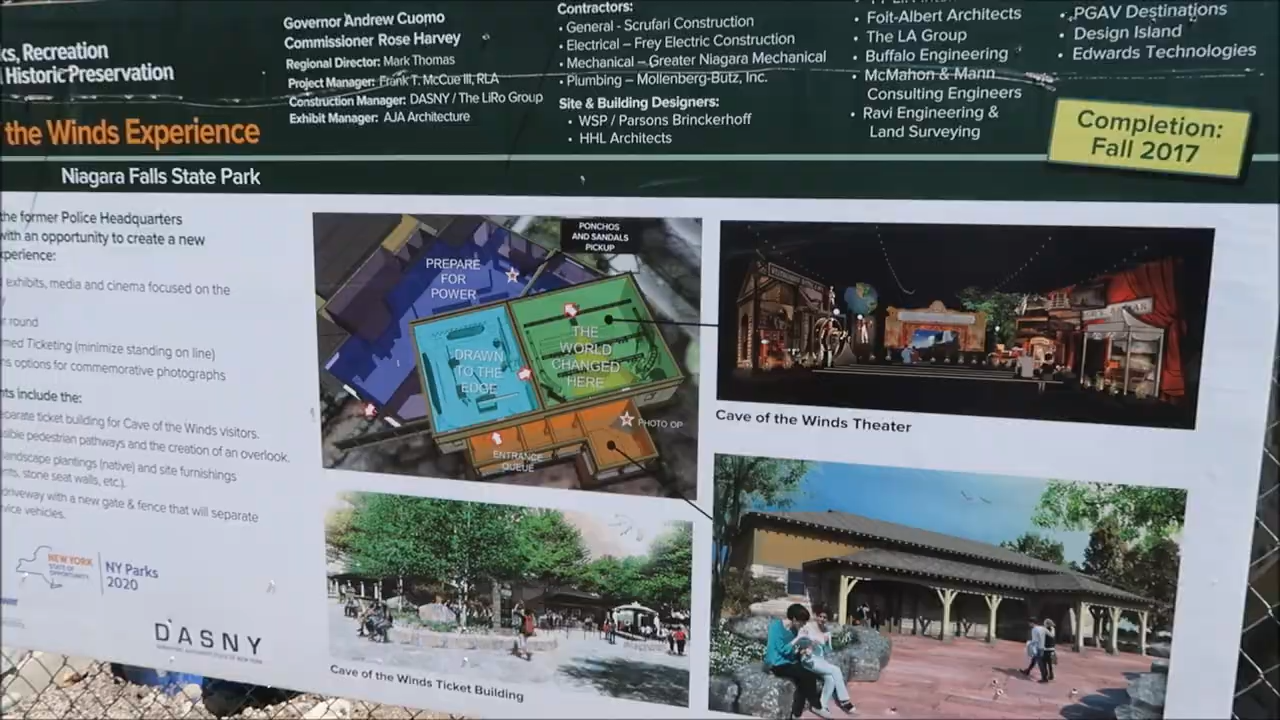 ks, Recreation
Historic Preservation
the Winds Experience
Niagara Falls State Park
Governor Andrew Cuomo
Commissioner Rose Harvey
Regional Director: Mark Thomas
Project Manager: Frank T. McCue III, RLA
Construction Manager: DASNY / The LiRo Group
Exhibit Manager: AJA Architecture
Contractors:
• General - Scrufari Construction
• Electrical – Frey Electric Construction
• Mechanical – Greater Niagara Mechanical
• Plumbing – Mollenberg-Betz, Inc.
Site & Building Designers:
• WSP / Parsons Brinckerhoff
• HHL Architects
• Foit-Albert Architects
• The LA Group
• Buffalo Engineering
• McMahon & Mann
Consulting Engineers
• Ravi Engineering &
Land Surveying
• PGAV Destinations
• Design Island
• Edwards Technologies
Completion:
Fall 2017
the former Police Headquarters
with an opportunity to create a new
xperience:
exhibits, media and cinema focused on the
round
med Ticketing (minimize standing on line)
ns options for commemorative photographs
nts include the:
eparate ticket building for Cave of the Winds visitors.
sible pedestrian pathways and the creation of an overlook.
landscape plantings (native) and site furnishings
nts, stone seat walls, etc.).
driveway with a new gate & fence that will separate
vice vehicles.
NEW YORK
STATE OF
OPPORTUNITY
NY Parks
2020
DASNY
PONCHOS
AND SANDALS
PICKUP
PREPARE
FOR
POWER
DRAWN
TO THE
EDGE
THE
WORLD
CHANGED
HERE
PHOTO OP
ENTRANCE
QUEUE
Cave of the Winds Theater
Cave of the Winds Ticket Building